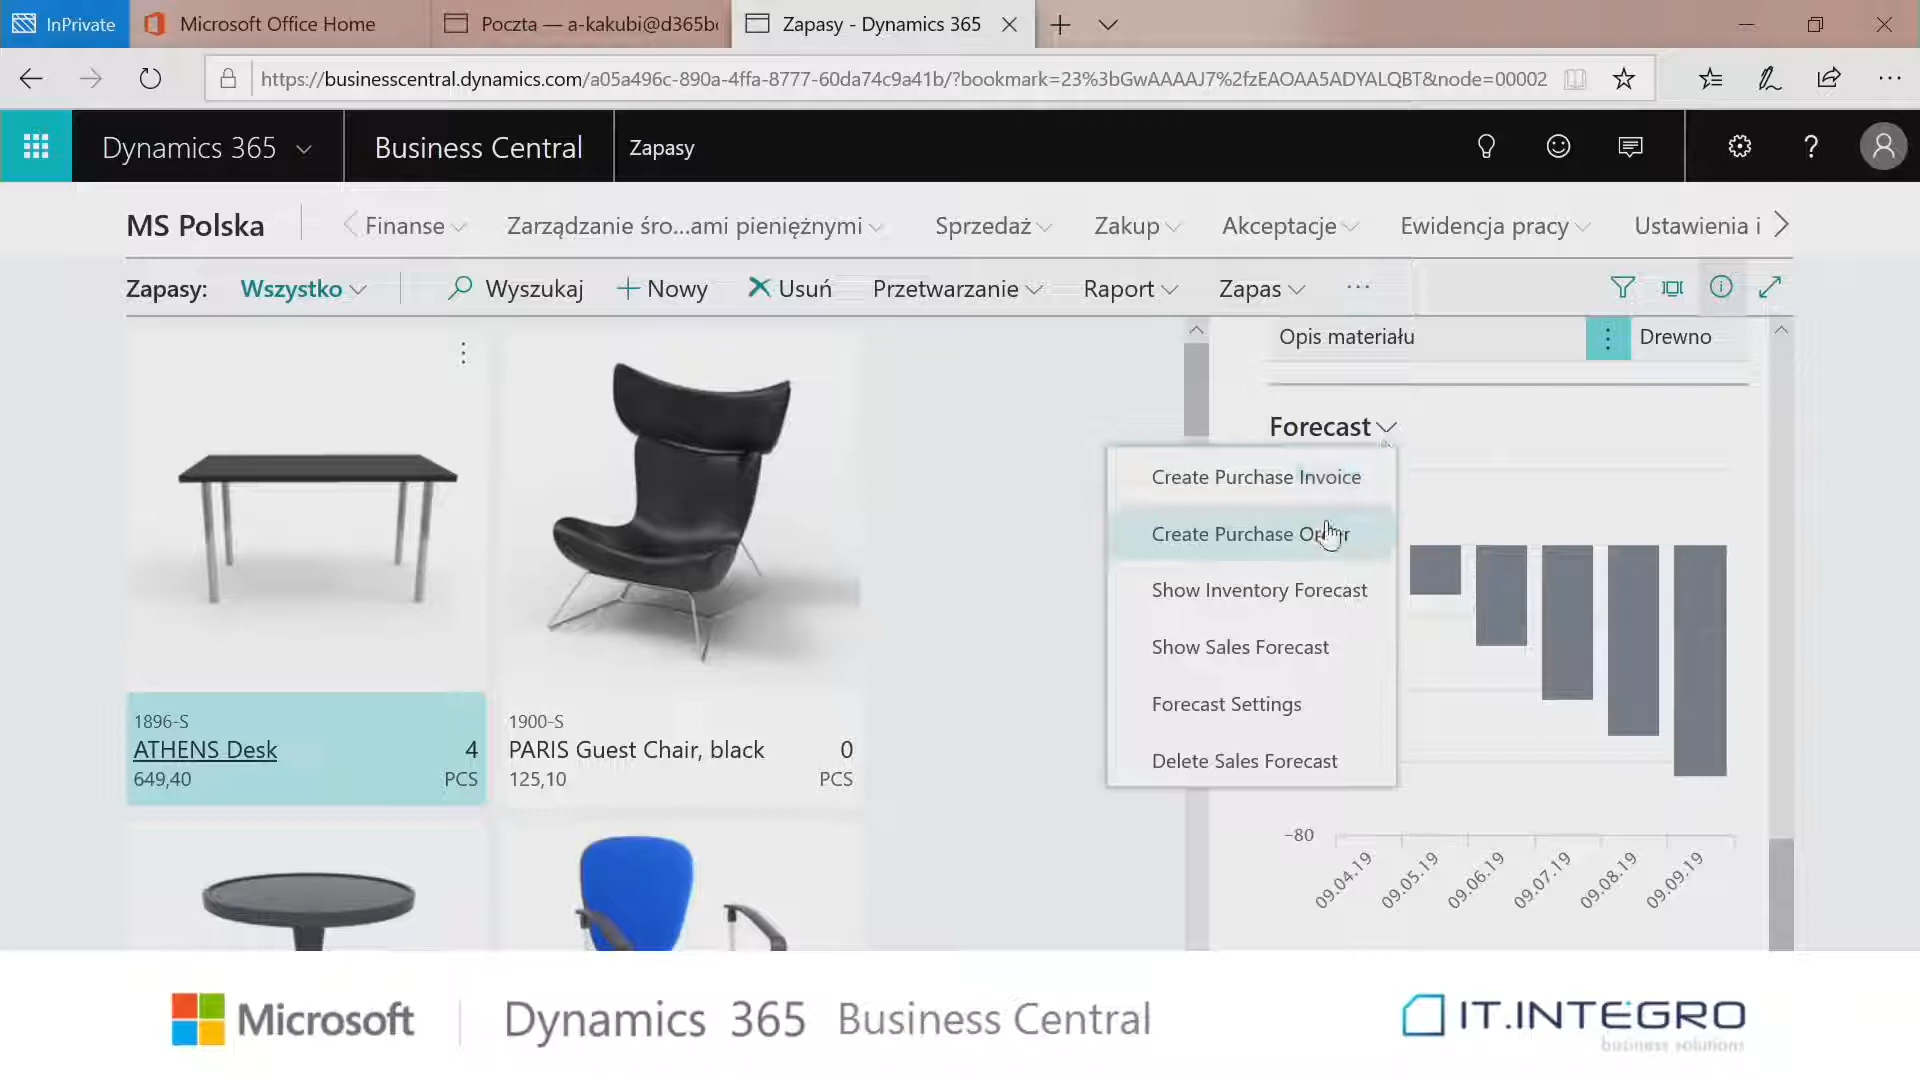 InPrivate
Microsoft Office Home
Poczta — a-kakubi@d365b
Zapasy - Dynamics 365
https://businesscentral.dynamics.com/a05a496c-890a-4ffa-8777-60da74c9a41b/?bookmark=23%3bGwAAAAJ7%2fzEAOAA5ADYALQBT&node=00002
Dynamics 365
Business Central
Zapasy
?
MS Polska
Finanse
Zarządzanie śro...ami pieniężnymi
Sprzedaż
Zakup
Akceptacje
Ewidencja pracy
Ustawienia i
Zapasy:
Wszystko
Wyszukaj
Nowy
Usuń
Przetwarzanie
Raport
Zapas
Opis materiału
Drewno
Forecast
Create Purchase Invoice
Create Purchase Order
Show Inventory Forecast
Show Sales Forecast
Forecast Settings
Delete Sales Forecast
1896-S
ATHENS Desk 4
649,40 PCS
1900-S
PARIS Guest Chair, black 0
125,10 PCS
−80
09.04.19
09.05.19
09.06.19
09.07.19
09.08.19
09.09.19
Microsoft
Dynamics 365 Business Central
IT.INTEGRO
business solutions